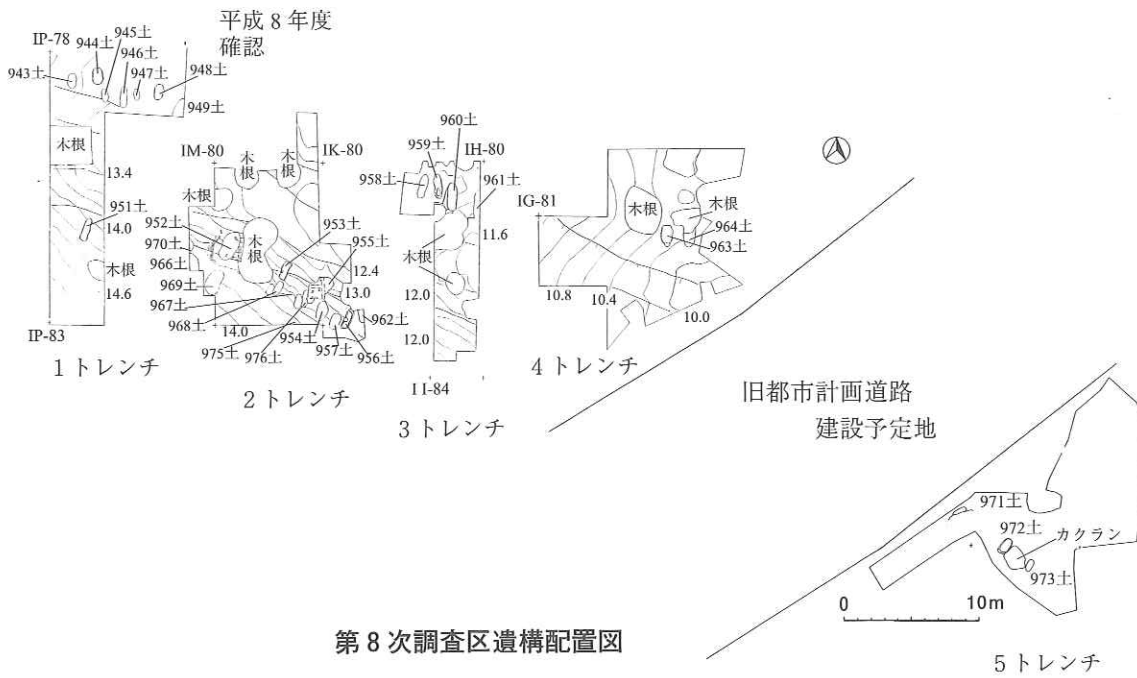 平成8年度
確認
IP-78
943土
944土
945土
946土
947土
948土
949土
木根
13.4
951土
14.0
木根
14.6
IP-83
1トレンチ
IM-80
木根
木根
IK-80
木根
952土
木根
953土
955土
970土
966土
969土
967土
968土
12.4
13.0
14.0
975土
976土
954土
957土
956土
962土
2トレンチ
960土
959土
IH-80
958土
961土
11.6
木根
12.0
12.0
II-84
3トレンチ
IG-81
木根
木根
964土
963土
10.8
10.4
10.0
4トレンチ
旧都市計画道路
建設予定地
971土
972土
カクラン
973土
0
10m
5トレンチ
第8次調査区遺構配置図